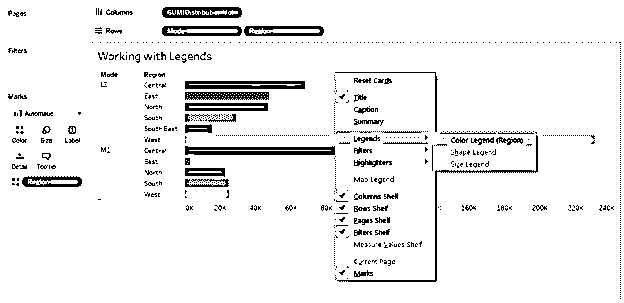 Pages
Columns
SUM(Distribution
Rows
Mode
Region
Filters
Working with Legends
Mode
Region
L3
Central
East
North
South
South East
West
M1
Central
East
North
South
West
0K 20K 40K 60K 80K
160K 180K 200K 220K 240K
Marks
Automatic
Color Size Label
Detail Tooltip
Region
Reset Cards
Title
Caption
Summary
Legends
Filters
Highlighters
Map Legend
Columns Shelf
Rows Shelf
Pages Shelf
Filters Shelf
Measure Values Shelf
Current Page
Marks
Color Legend (Region)
Shape Legend
Size Legend